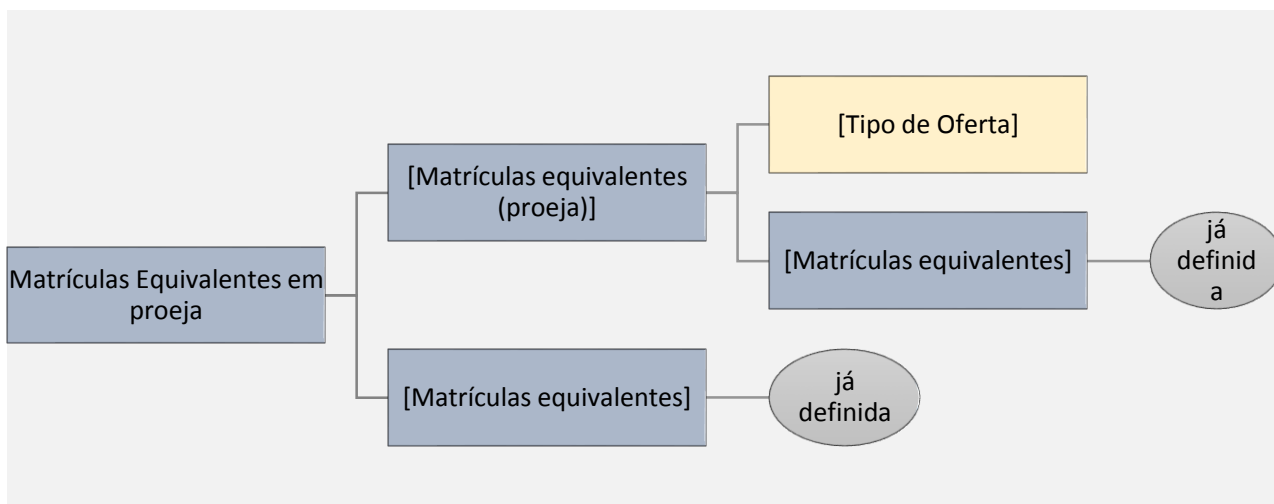 [Tipo de Oferta]
[Matrículas equivalentes
(proeja)]
[Matrículas equivalentes]
já
definid
a
Matrículas Equivalentes em
proeja
[Matrículas equivalentes]
já
definida